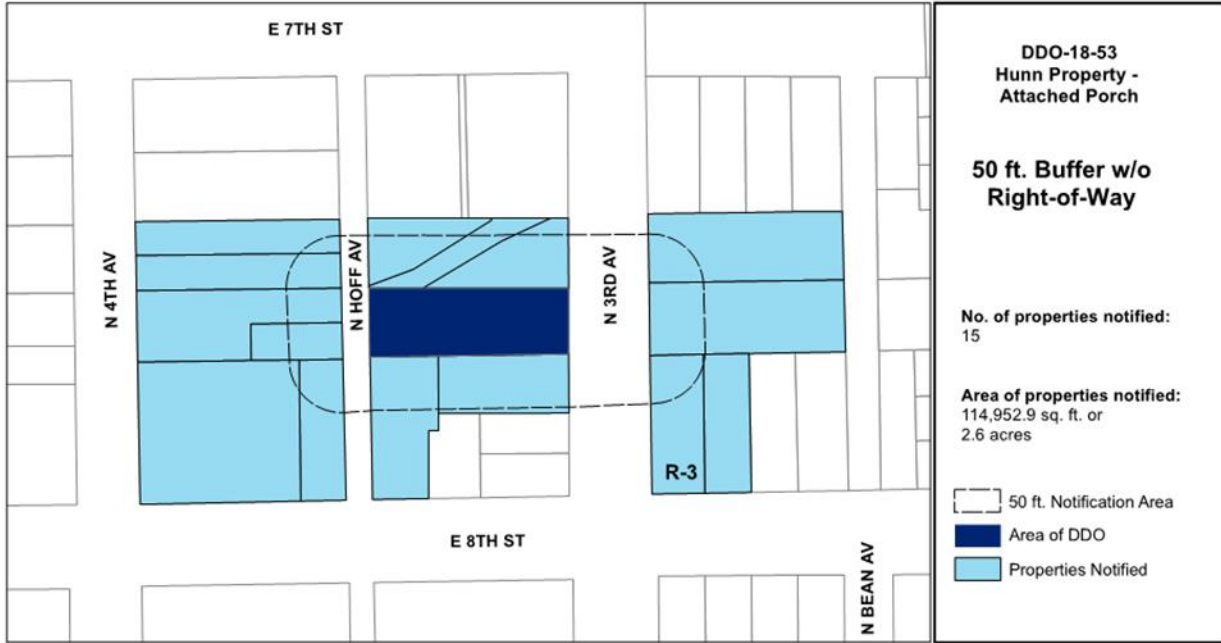 E 7TH ST
N 4TH AV
N HOFF AV
N 3RD AV
R-3
E 8TH ST
N BEAN AV
DDO-18-53
Hunn Property -
Attached Porch
50 ft. Buffer w/o
Right-of-Way
No. of properties notified:
15
Area of properties notified:
114,952.9 sq. ft. or
2.6 acres
50 ft. Notification Area
Area of DDO
Properties Notified